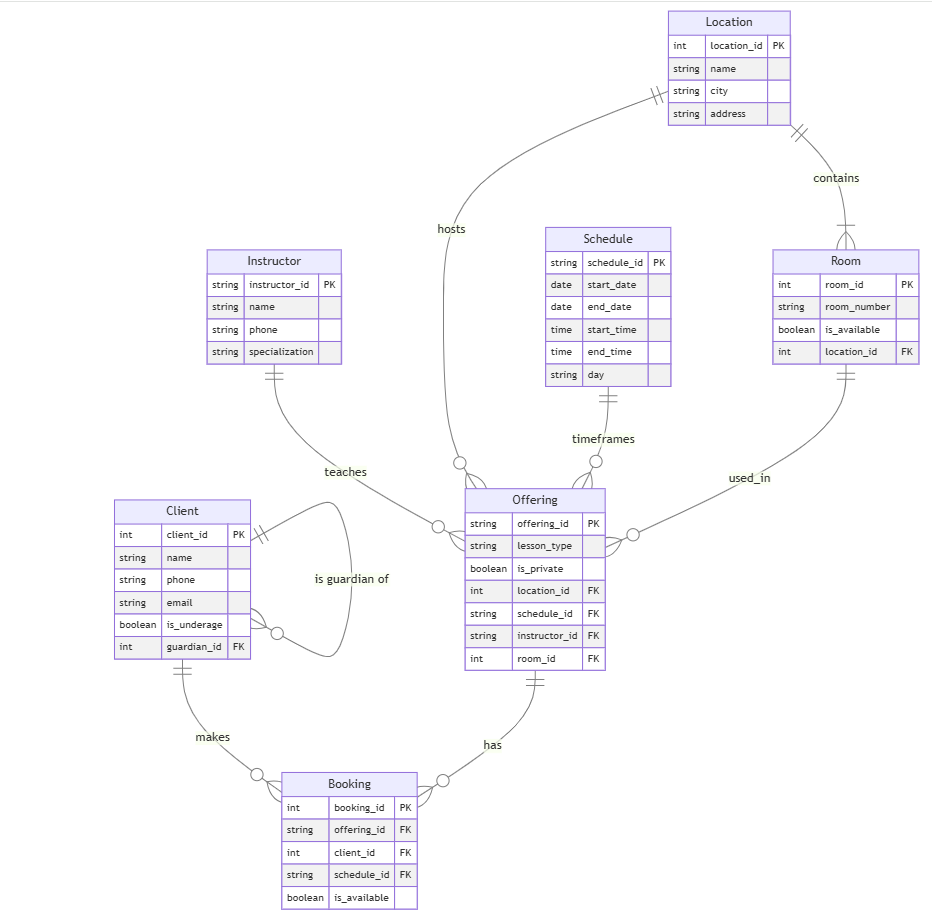 Location
int location_id PK
string name
string city
string address
contains
hosts
Schedule
string schedule_id PK
date start_date
date end_date
time start_time
time end_time
string day
Instructor
string instructor_id PK
string name
string phone
string specialization
Room
int room_id PK
string room_number
boolean is_available
int location_id FK
timeframes
teaches
used_in
Offering
string offering_id PK
string lesson_type
boolean is_private
int location_id FK
string schedule_id FK
string instructor_id FK
int room_id FK
Client
int client_id PK
string name
string phone
string email
boolean is_underage
int guardian_id FK
is guardian of
makes
has
Booking
int booking_id PK
string offering_id FK
int client_id FK
string schedule_id FK
boolean is_available